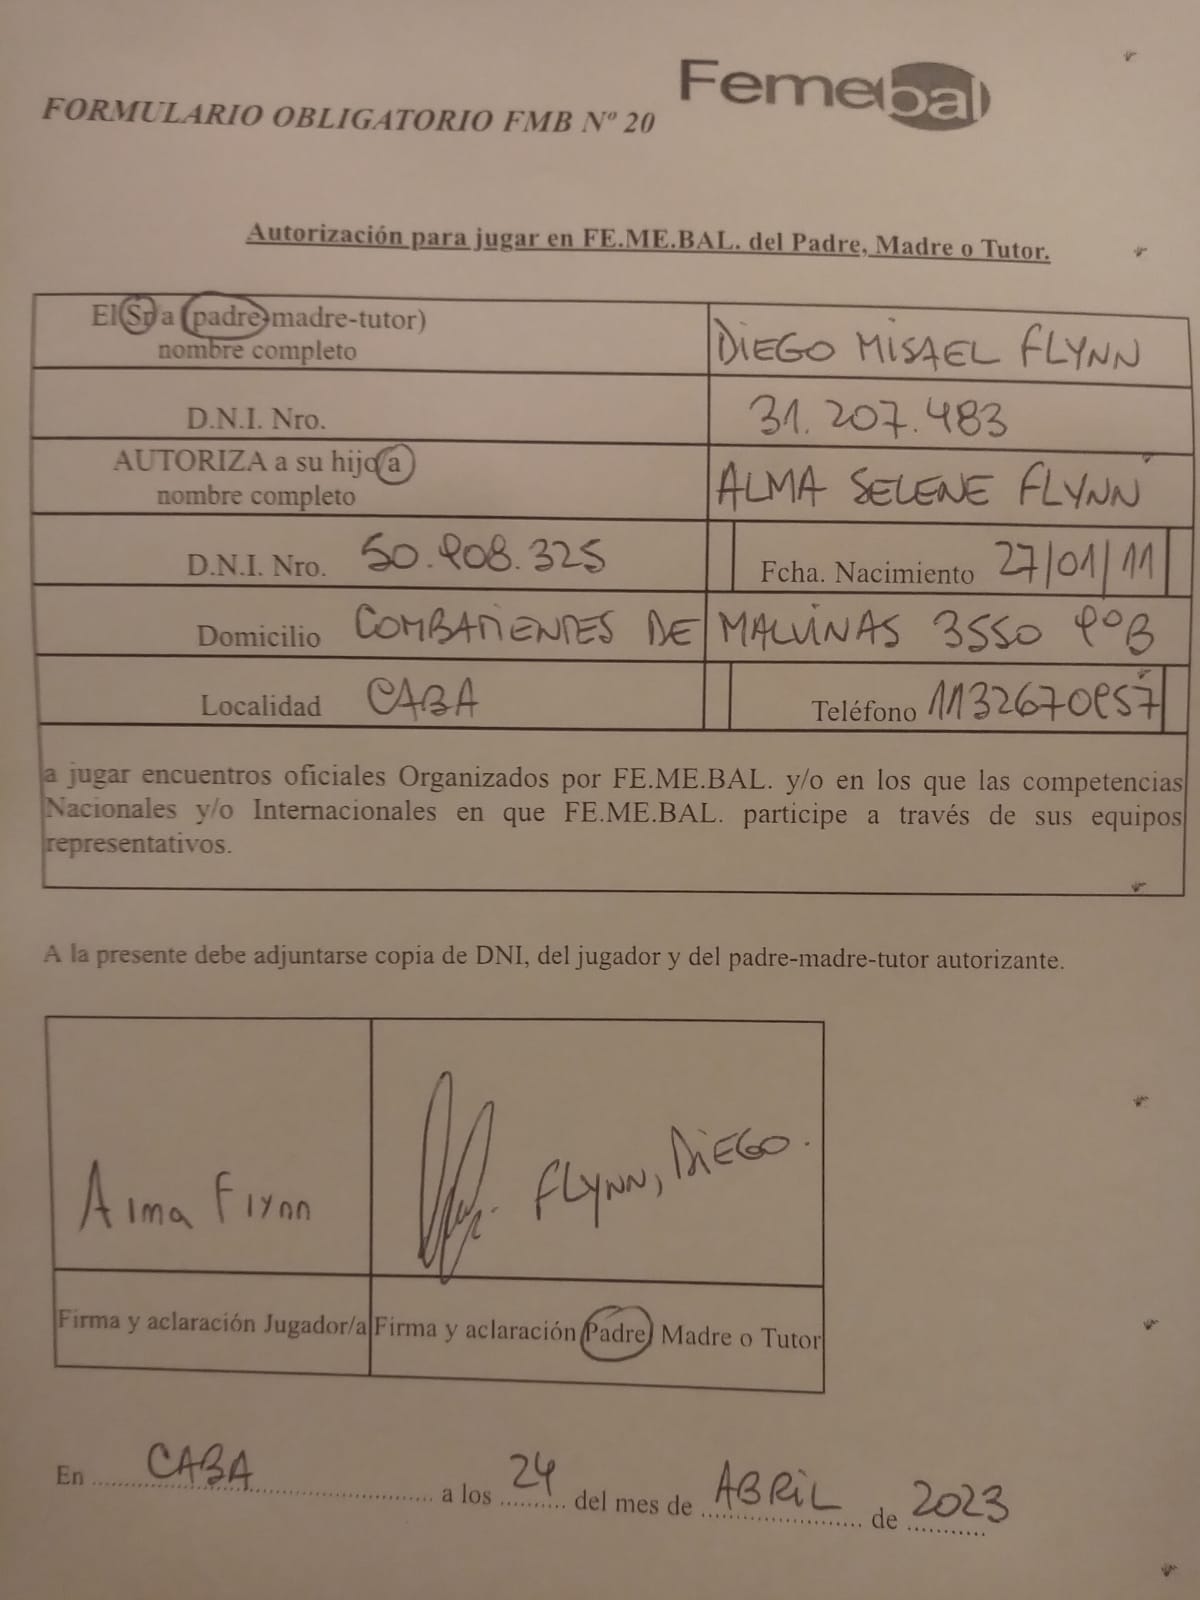 Femebal
FORMULARIO OBLIGATORIO FMB Nº 20
Autorización para jugar en FE.ME.BAL. del Padre, Madre o Tutor.
El Sr/a (padre-madre-tutor)
nombre completo
DIEGO MISAEL FLYNN
D.N.I. Nro. 31.207.483
AUTORIZA a su hijo/a
nombre completo
ALMA SELENE FLYNN
D.N.I. Nro. 50.908.325 Fcha. Nacimiento 27/01/11
Domicilio COMBATIENTES DE MALVINAS 3550 9ºB
Localidad CABA Teléfono 1132670957
a jugar encuentros oficiales Organizados por FE.ME.BAL. y/o en los que las competencias
Nacionales y/o Internacionales en que FE.ME.BAL. participe a través de sus equipos
representativos.
A la presente debe adjuntarse copia de DNI, del jugador y del padre-madre-tutor autorizante.
Alma Flynn
FLYNN, DIEGO.
Firma y aclaración Jugador/a Firma y aclaración Padre, Madre o Tutor
En CABA a los 24 del mes de ABRIL de 2023